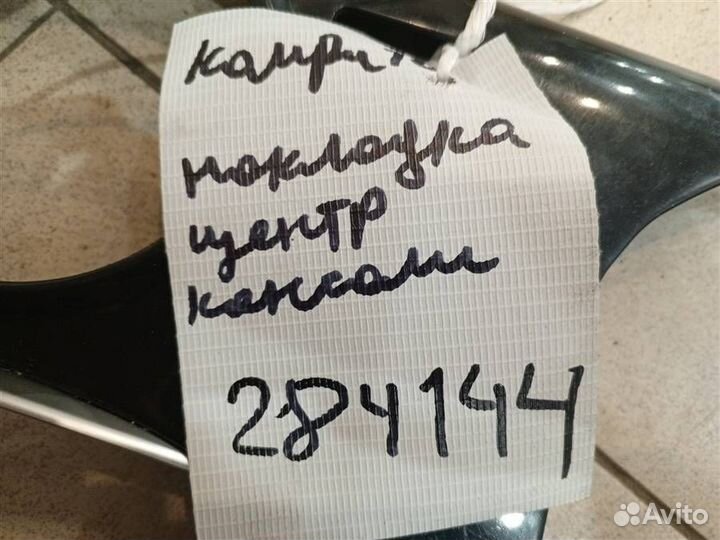 камри
накладка
центр
консоли
284144
Avito